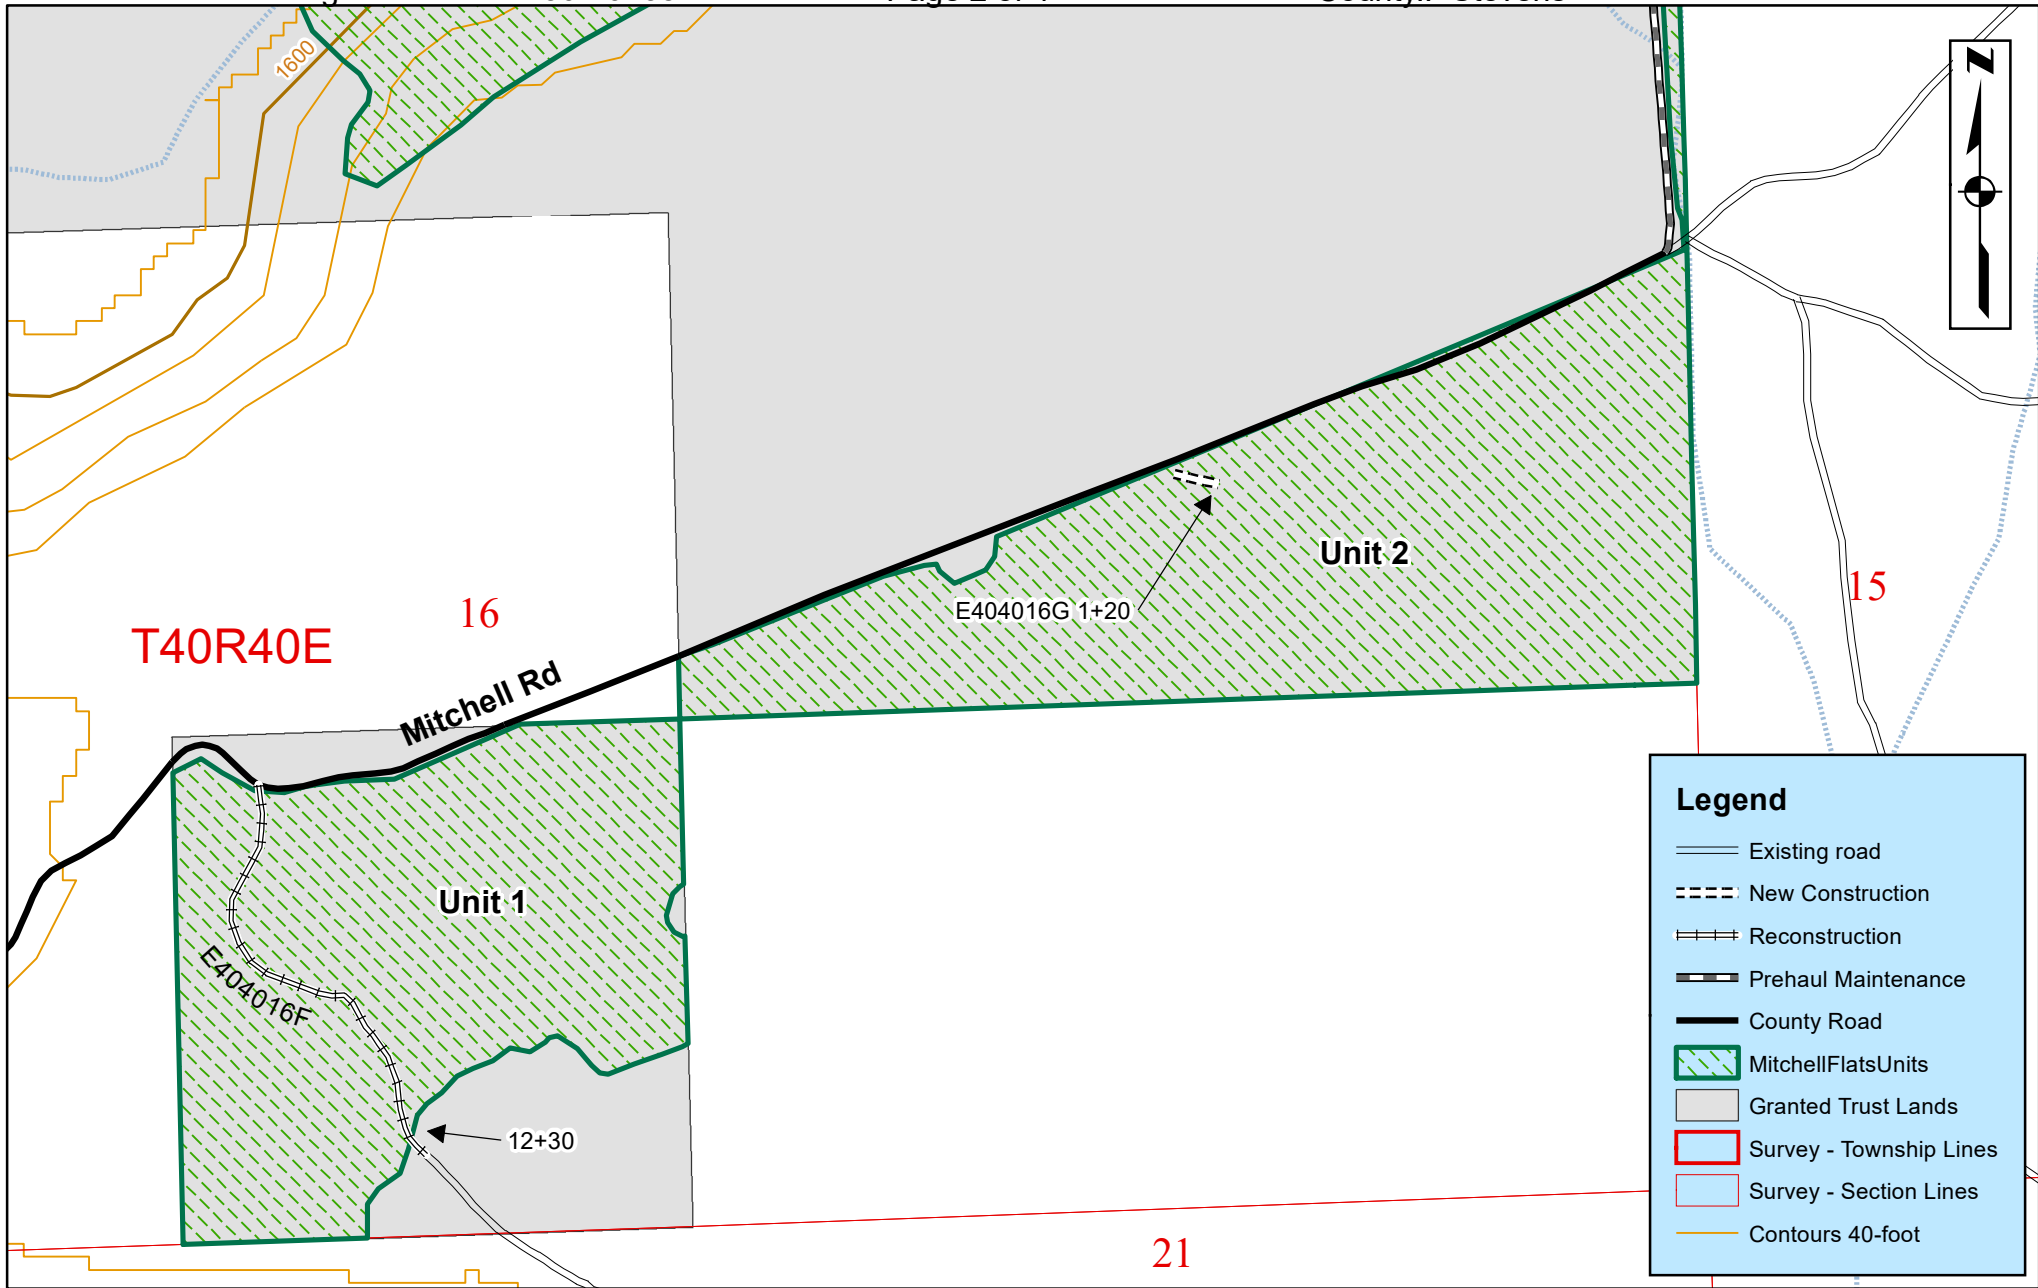 1600
N
16
T40R40E
Mitchell Rd
Unit 2
E404016G 1+20
15
Unit 1
E404016F
12+30
21
Legend
Existing road
New Construction
Reconstruction
Prehaul Maintenance
County Road
MitchellFlatsUnits
Granted Trust Lands
Survey - Township Lines
Survey - Section Lines
Contours 40-foot